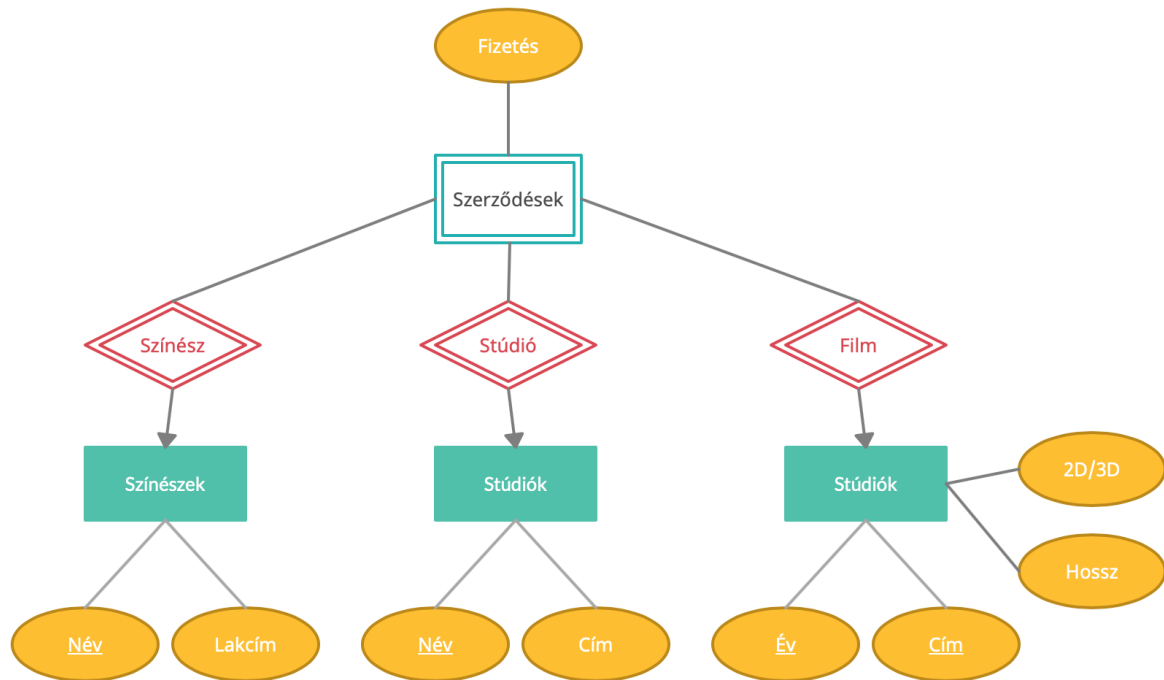 Fizetés
Szerződések
Színész
Stúdió
Film
Színészek
Stúdiók
Stúdiók
2D/3D
Hossz
Név
Lakcím
Név
Cím
Év
Cím